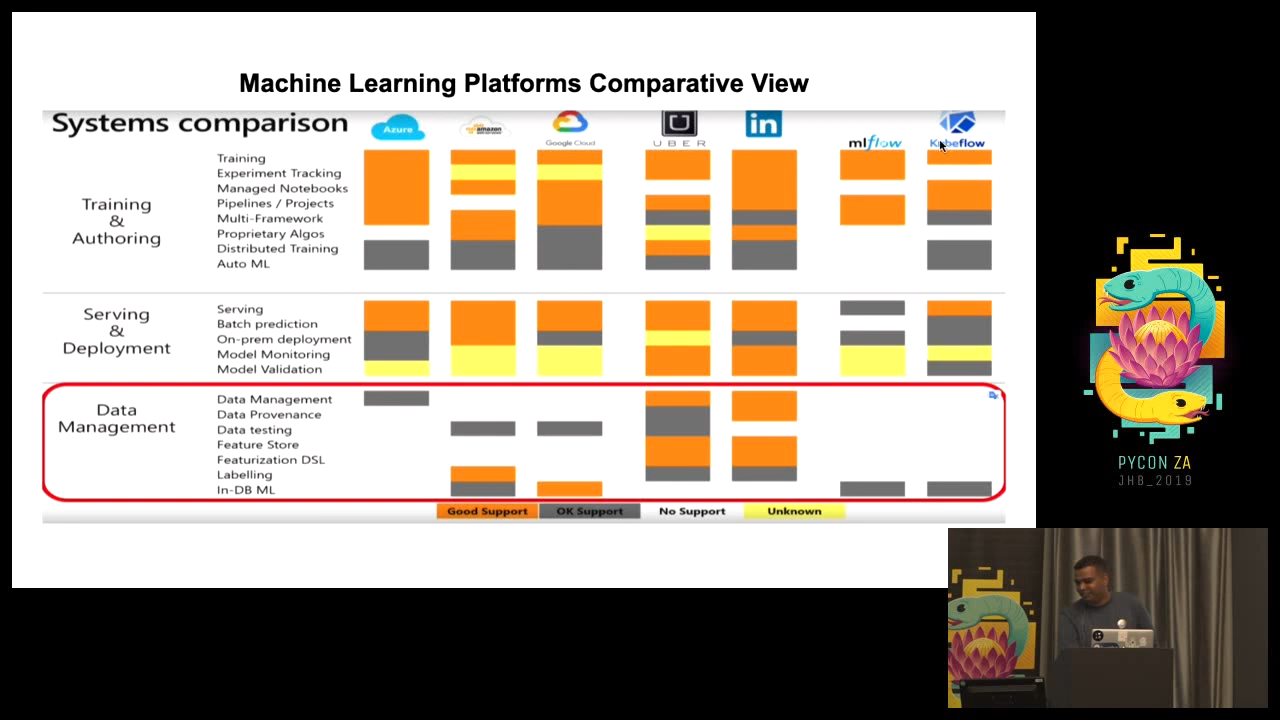 Machine Learning Platforms Comparative View
Systems comparison
Azure
amazon
Google Cloud
UBER
in
mlflow
Kubeflow
Training
&
Authoring
Training
Experiment Tracking
Managed Notebooks
Pipelines / Projects
Multi-Framework
Proprietary Algos
Distributed Training
Auto ML
Serving
&
Deployment
Serving
Batch prediction
On-prem deployment
Model Monitoring
Model Validation
Data
Management
Data Management
Data Provenance
Data testing
Feature Store
Featurization DSL
Labelling
In-DB ML
Good Support
OK Support
No Support
Unknown
PYCON ZA
JHB_2019